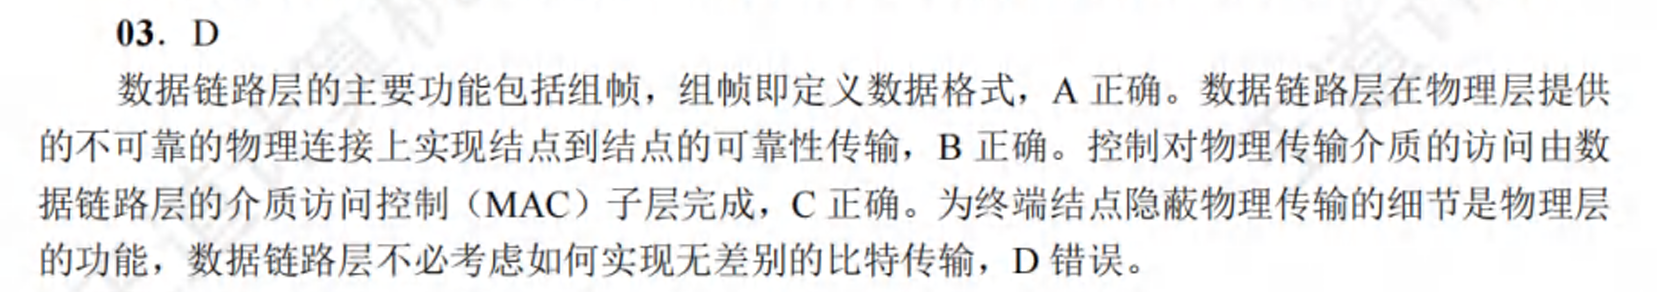 03. D
数据链路层的主要功能包括组帧，组帧即定义数据格式，A 正确。数据链路层在物理层提供
的不可靠的物理连接上实现结点到结点的可靠性传输，B 正确。控制对物理传输介质的访问由数
据链路层的介质访问控制（MAC）子层完成，C 正确。为终端结点隐蔽物理传输的细节是物理层
的功能，数据链路层不必考虑如何实现无差别的比特传输，D 错误。